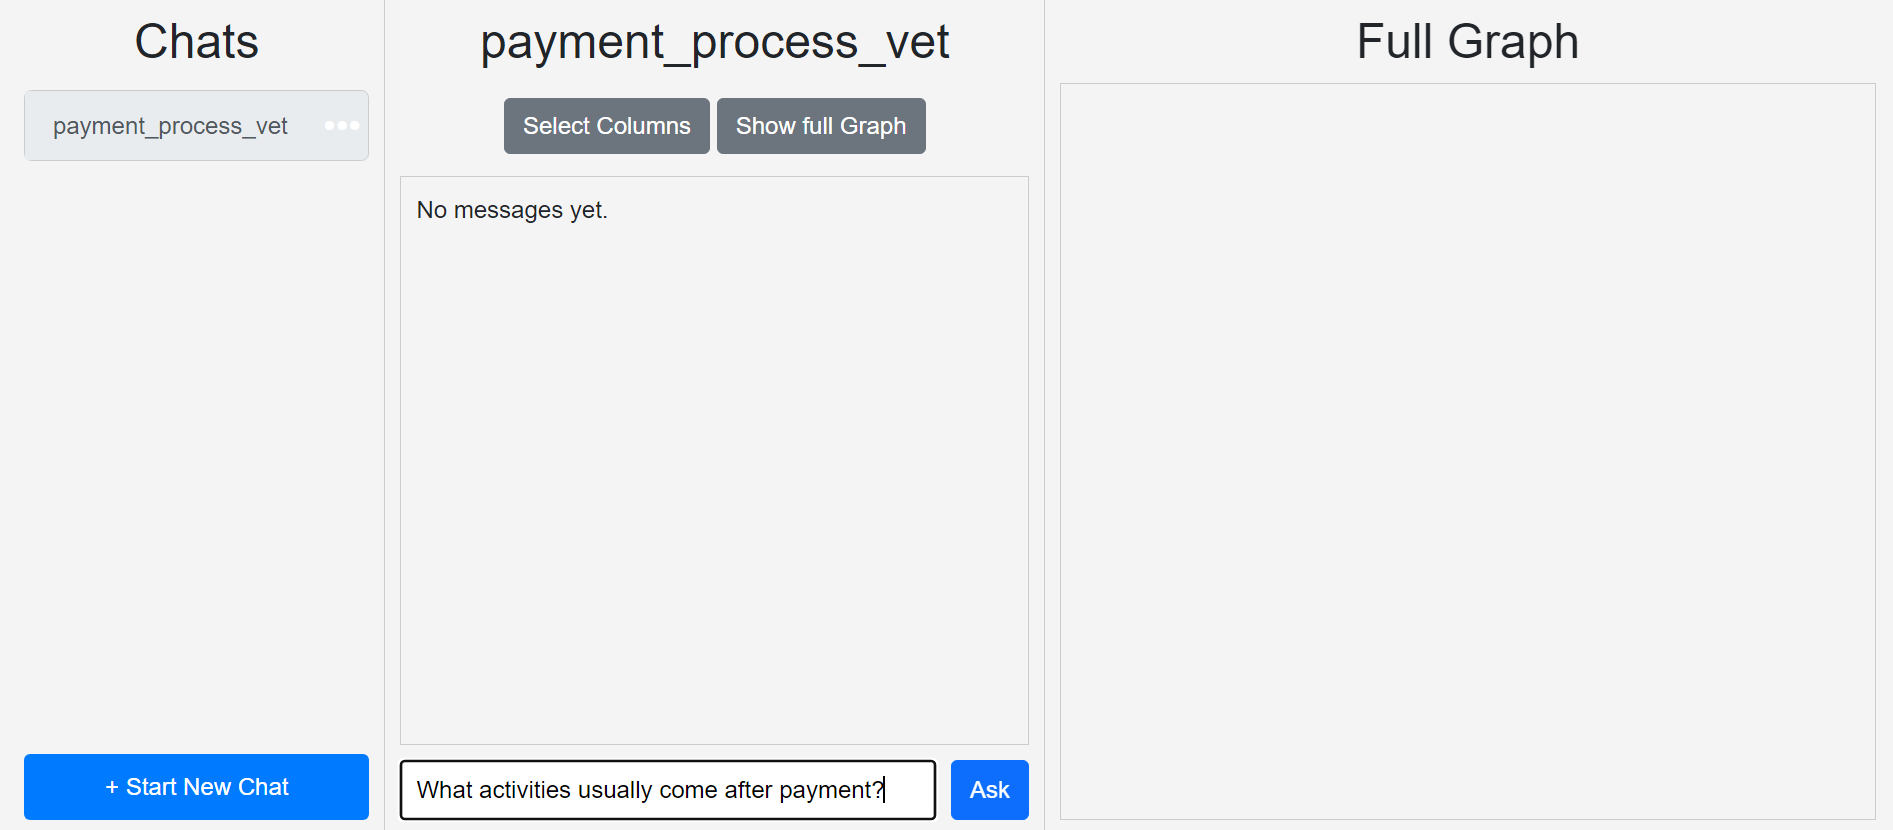 Chats
payment_process_vet
+ Start New Chat
payment_process_vet
Select Columns
Show full Graph
No messages yet.
What activities usually come after payment?
Ask
Full Graph